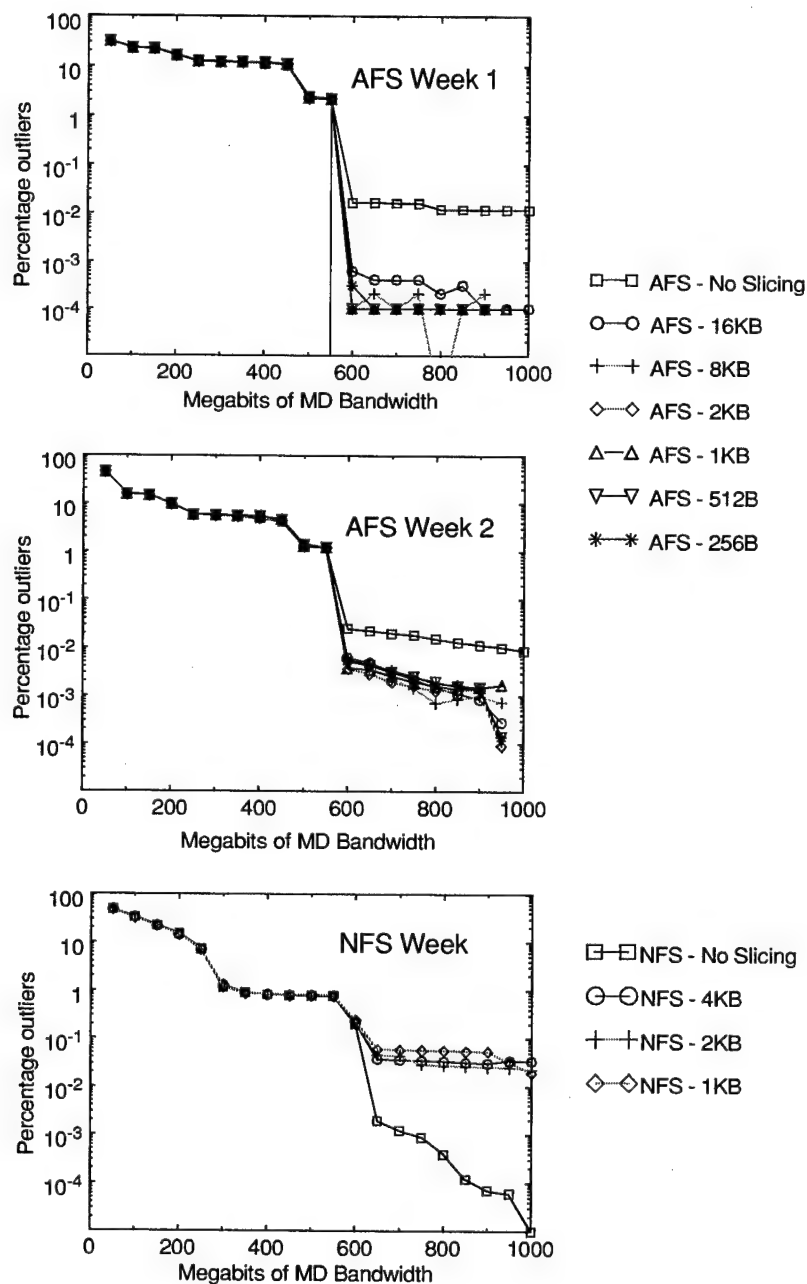 100
10
1
10-1
10-2
10-3
10-4
Percentage outliers
AFS Week 1
0 200 400 600 800 1000
Megabits of MD Bandwidth
AFS - No Slicing
AFS - 16KB
AFS - 8KB
AFS - 2KB
AFS - 1KB
AFS - 512B
AFS - 256B
100
10
1
10-1
10-2
10-3
10-4
Percentage outliers
AFS Week 2
0 200 400 600 800 1000
Megabits of MD Bandwidth
100
10
1
10-1
10-2
10-3
10-4
Percentage outliers
NFS Week
0 200 400 600 800 1000
Megabits of MD Bandwidth
NFS - No Slicing
NFS - 4KB
NFS - 2KB
NFS - 1KB